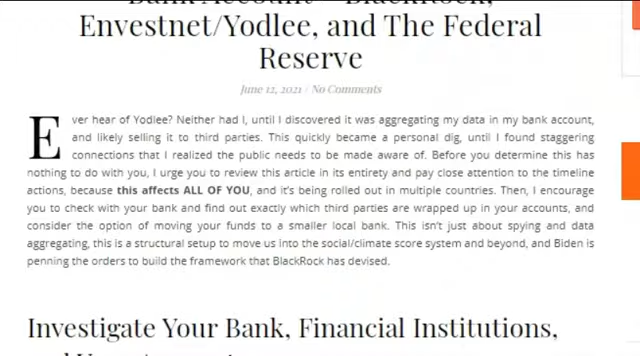 Bank Account – BlackRock,
Envestnet/Yodlee, and The Federal
Reserve
June 12, 2021 / No Comments
Ever hear of Yodlee? Neither had I, until I discovered it was aggregating my data in my bank account,
and likely selling it to third parties. This quickly became a personal dig, until I found staggering
connections that I realized the public needs to be made aware of. Before you determine this has
nothing to do with you, I urge you to review this article in its entirety and pay close attention to the timeline
actions, because this affects ALL OF YOU, and it's being rolled out in multiple countries. Then, I encourage
you to check with your bank and find out exactly which third parties are wrapped up in your accounts, and
consider the option of moving your funds to a smaller local bank. This isn't just about spying and data
aggregating, this is a structural setup to move us into the social/climate score system and beyond, and Biden is
penning the orders to build the framework that BlackRock has devised.
Investigate Your Bank, Financial Institutions,